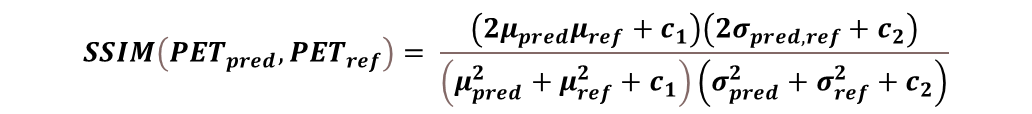 SSIM(PET_pred, PET_ref) = \frac{(2μ_pred μ_ref + c_1)(2σ_pred,ref + c_2)}{(μ_pred^2 + μ_ref^2 + c_1)(σ_pred^2 + σ_ref^2 + c_2)}